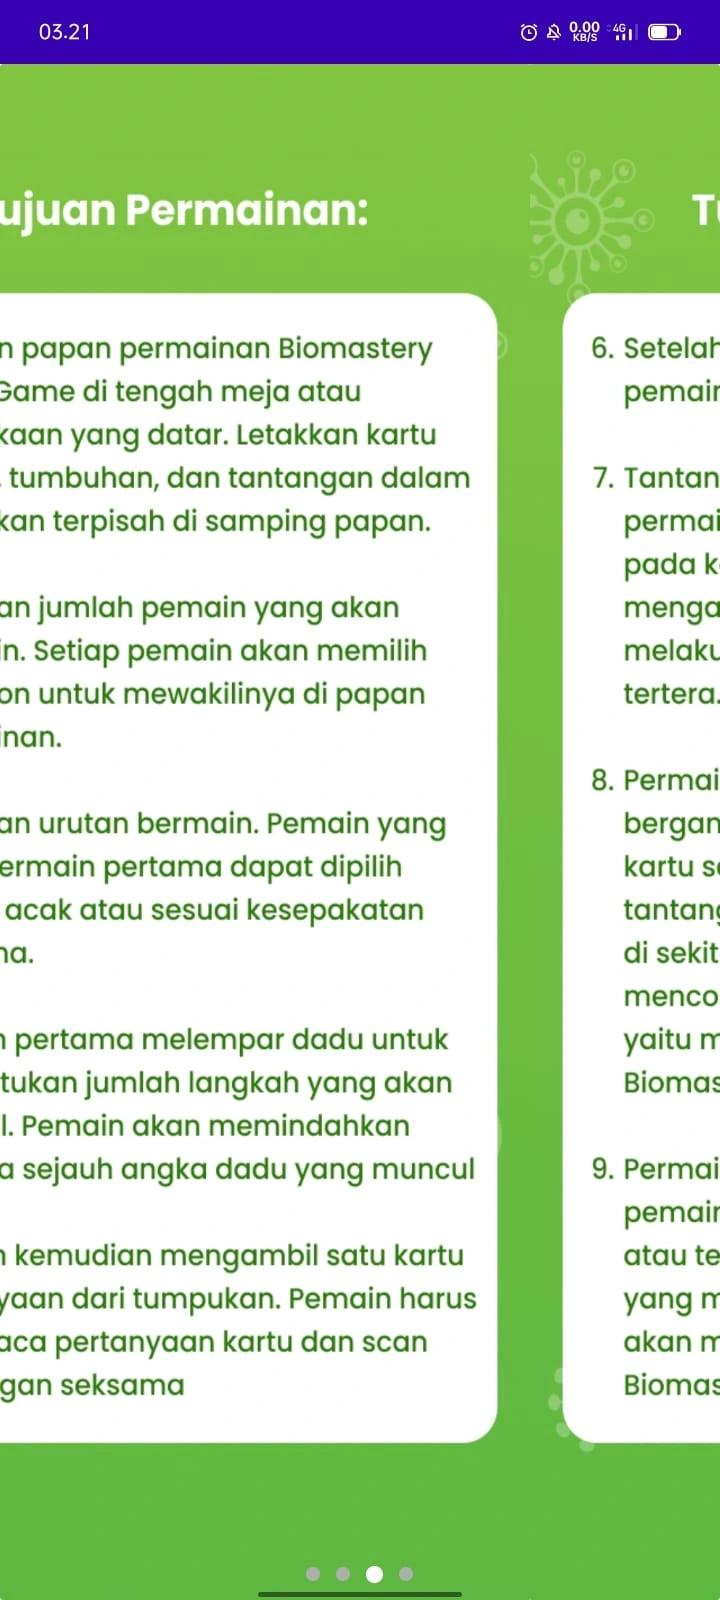 03.21
0.00
KB/S
4G
ujuan Permainan:
n papan permainan Biomastery
Game di tengah meja atau
kaan yang datar. Letakkan kartu
, tumbuhan, dan tantangan dalam
kan terpisah di samping papan.
an jumlah pemain yang akan
in. Setiap pemain akan memilih
on untuk mewakilinya di papan
inan.
an urutan bermain. Pemain yang
ermain pertama dapat dipilih
acak atau sesuai kesepakatan
na.
n pertama melempar dadu untuk
tukan jumlah langkah yang akan
l. Pemain akan memindahkan
a sejauh angka dadu yang muncul
n kemudian mengambil satu kartu
yaan dari tumpukan. Pemain harus
aca pertanyaan kartu dan scan
gan seksama
Tu
6. Setelah
pemain
7. Tantan
permai
pada k
menga
melaku
tertera.
8. Permai
bergan
kartu s
tantang
di sekit
menco
yaitu m
Biomas
9. Permai
pemain
atau te
yang m
akan m
Biomas